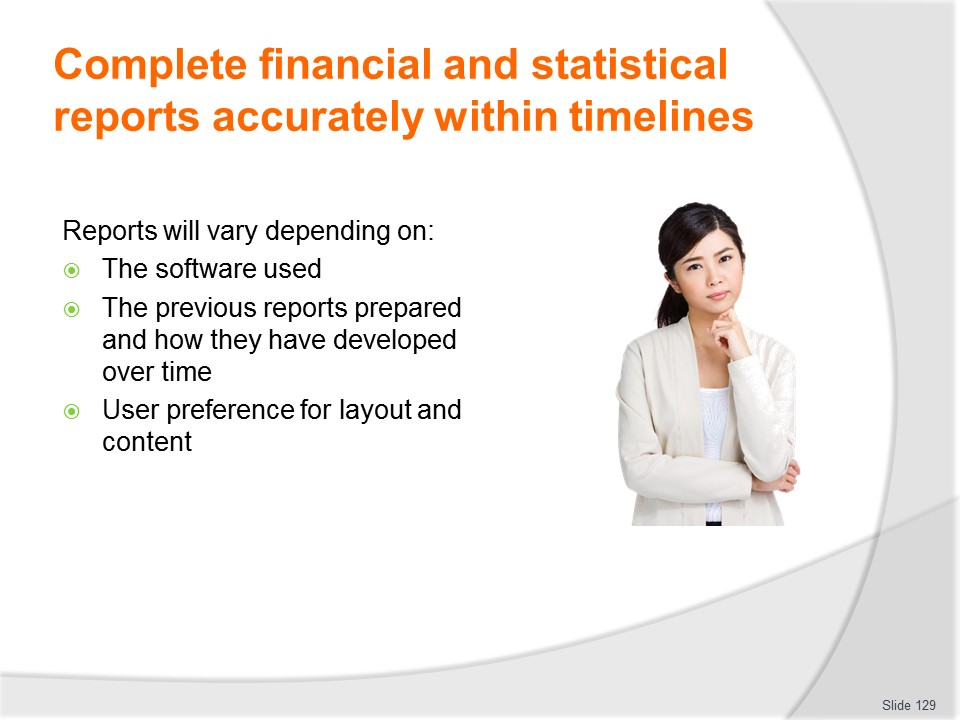 Complete financial and statistical
reports accurately within timelines
Reports will vary depending on:
The software used
The previous reports prepared
and how they have developed
over time
User preference for layout and
content
Slide 129